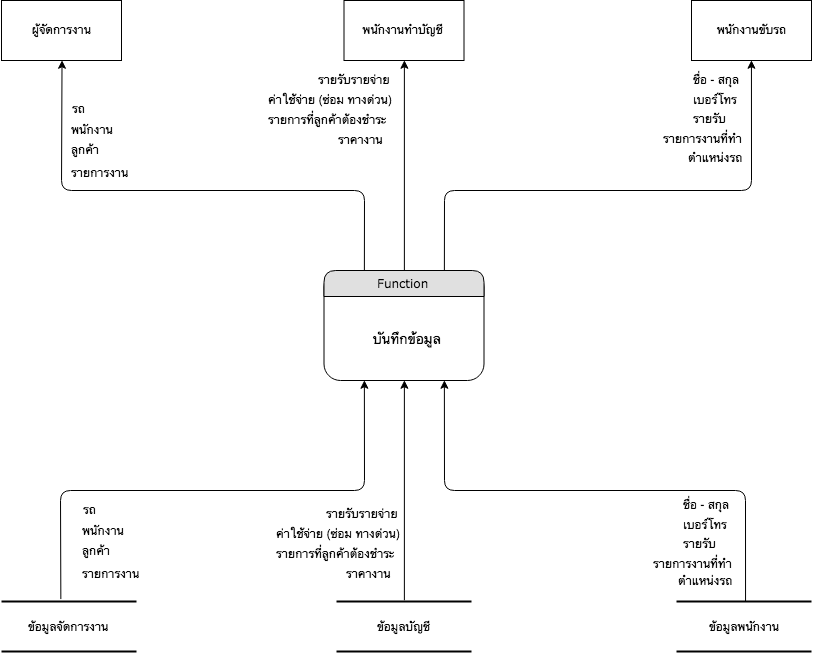 ผู้จัดการงาน
พนักงานทำบัญชี
พนักงานขับรถ
รถ
พนักงาน
ลูกค้า
รายการงาน
รายรับรายจ่าย
ค่าใช้จ่าย (ซ่อม ทางด่วน)
รายการที่ลูกค้าต้องชำระ
ราคางาน
ชื่อ - สกุล
เบอร์โทร
รายรับ
รายการงานที่ทำ
ตำแหน่งรถ
Function
บันทึกข้อมูล
รถ
พนักงาน
ลูกค้า
รายการงาน
รายรับรายจ่าย
ค่าใช้จ่าย (ซ่อม ทางด่วน)
รายการที่ลูกค้าต้องชำระ
ราคางาน
ชื่อ - สกุล
เบอร์โทร
รายรับ
รายการงานที่ทำ
ตำแหน่งรถ
ข้อมูลจัดการงาน
ข้อมูลบัญชี
ข้อมูลพนักงาน